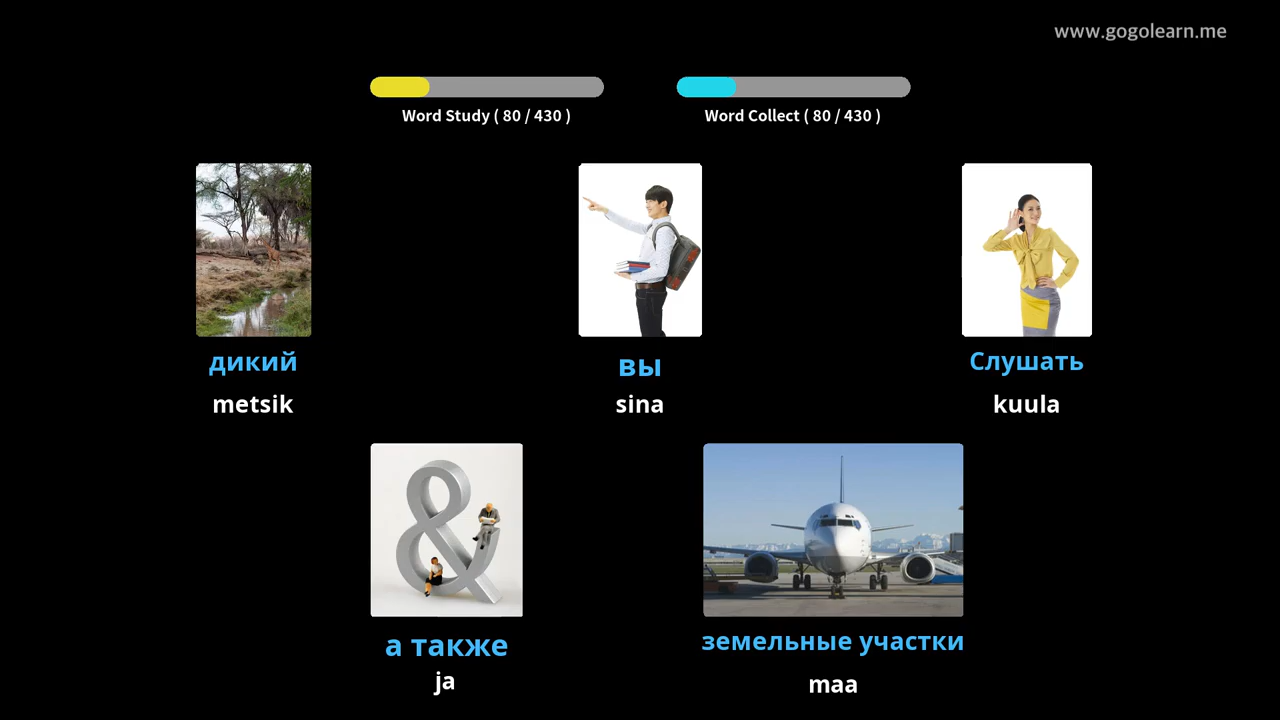 www.gogolearn.me
Word Study ( 80 / 430 )
Word Collect ( 80 / 430 )
дикий
metsik
вы
sina
Слушать
kuula
а также
ja
земельные участки
maa